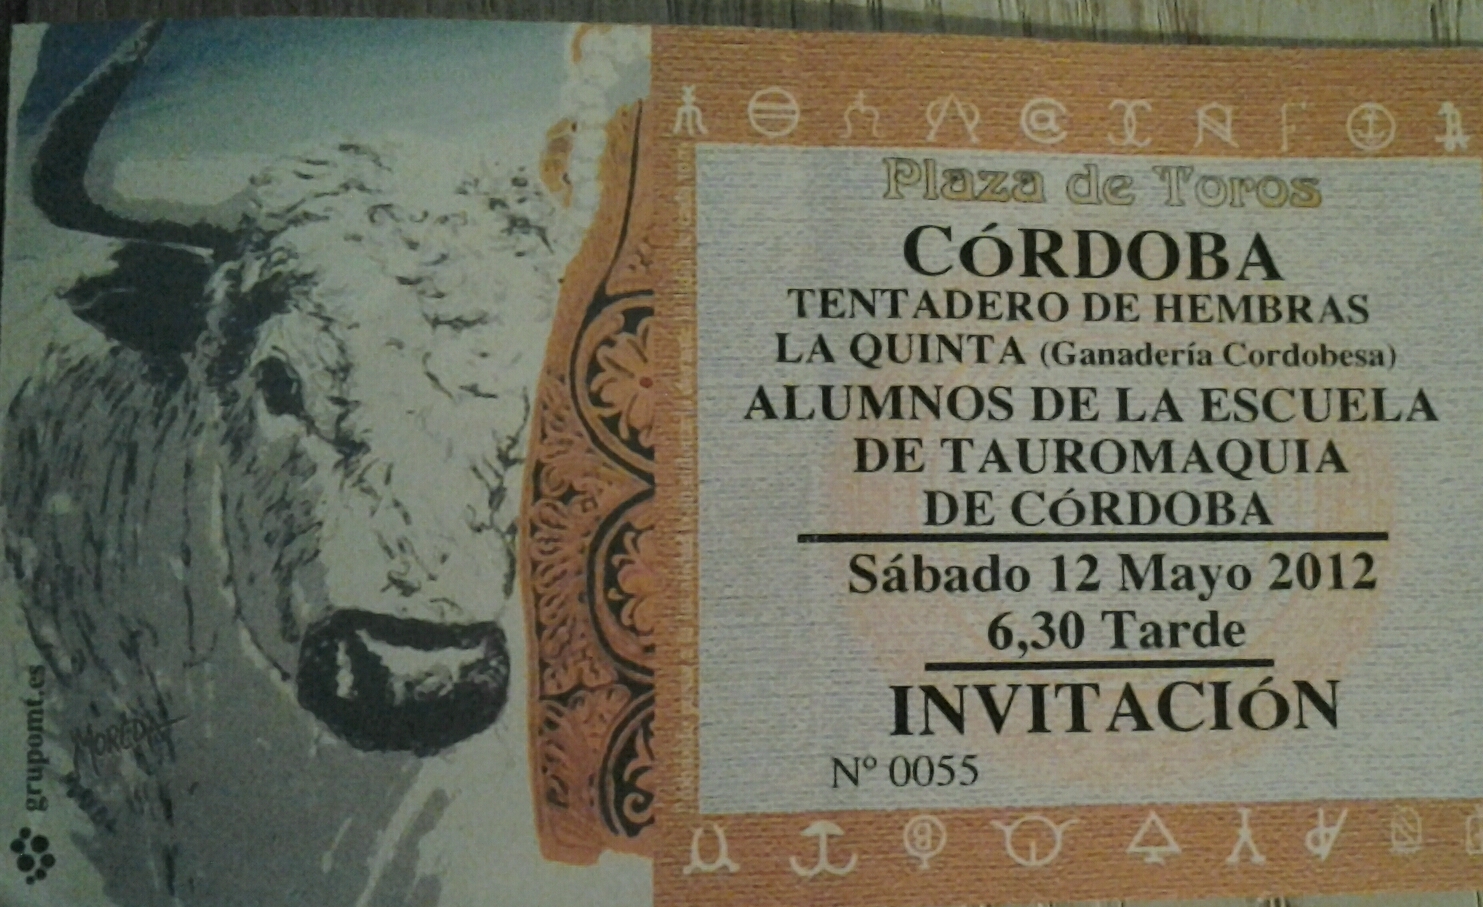 Plaza de Toros
CÓRDOBA
TENTADERO DE HEMBRAS
LA QUINTA (Ganadería Cordobesa)
ALUMNOS DE LA ESCUELA
DE TAUROMAQUIA
DE CÓRDOBA
Sábado 12 Mayo 2012
6,30 Tarde
INVITACIÓN
Nº 0055
grupomt.es